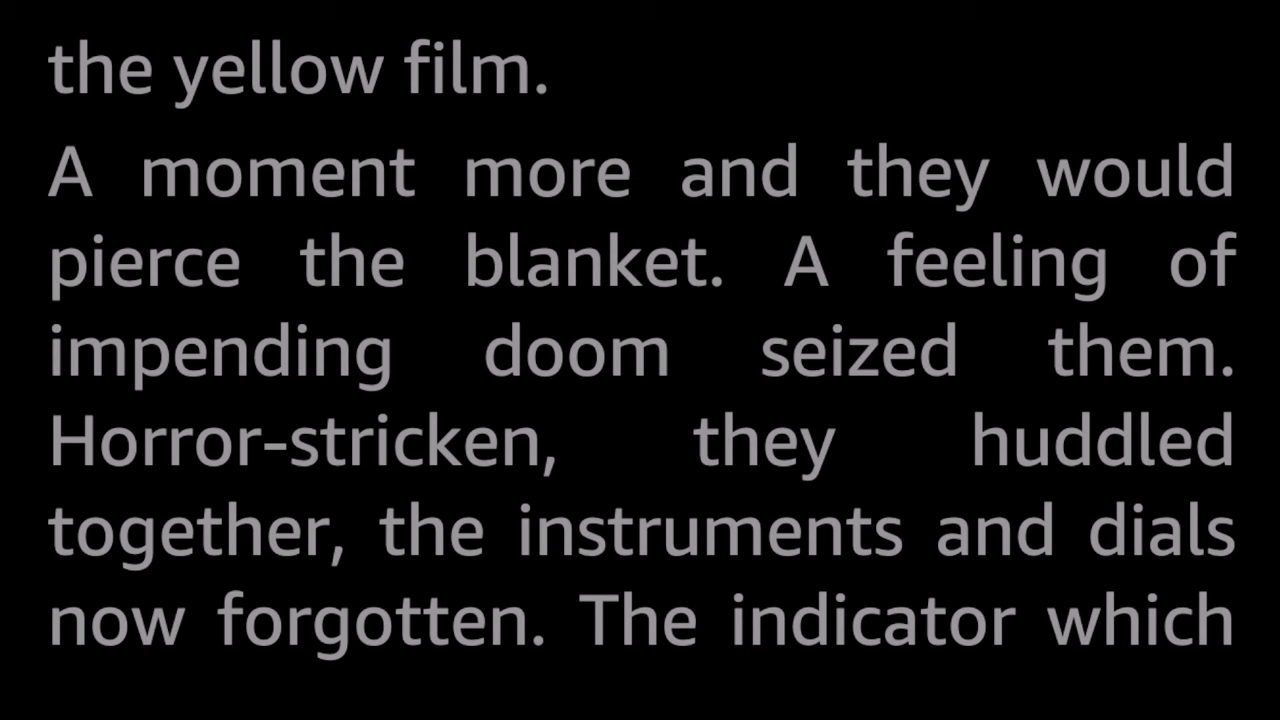 the yellow film.
A moment more and they would
pierce the blanket. A feeling of
impending doom seized them.
Horror-stricken, they huddled
together, the instruments and dials
now forgotten. The indicator which